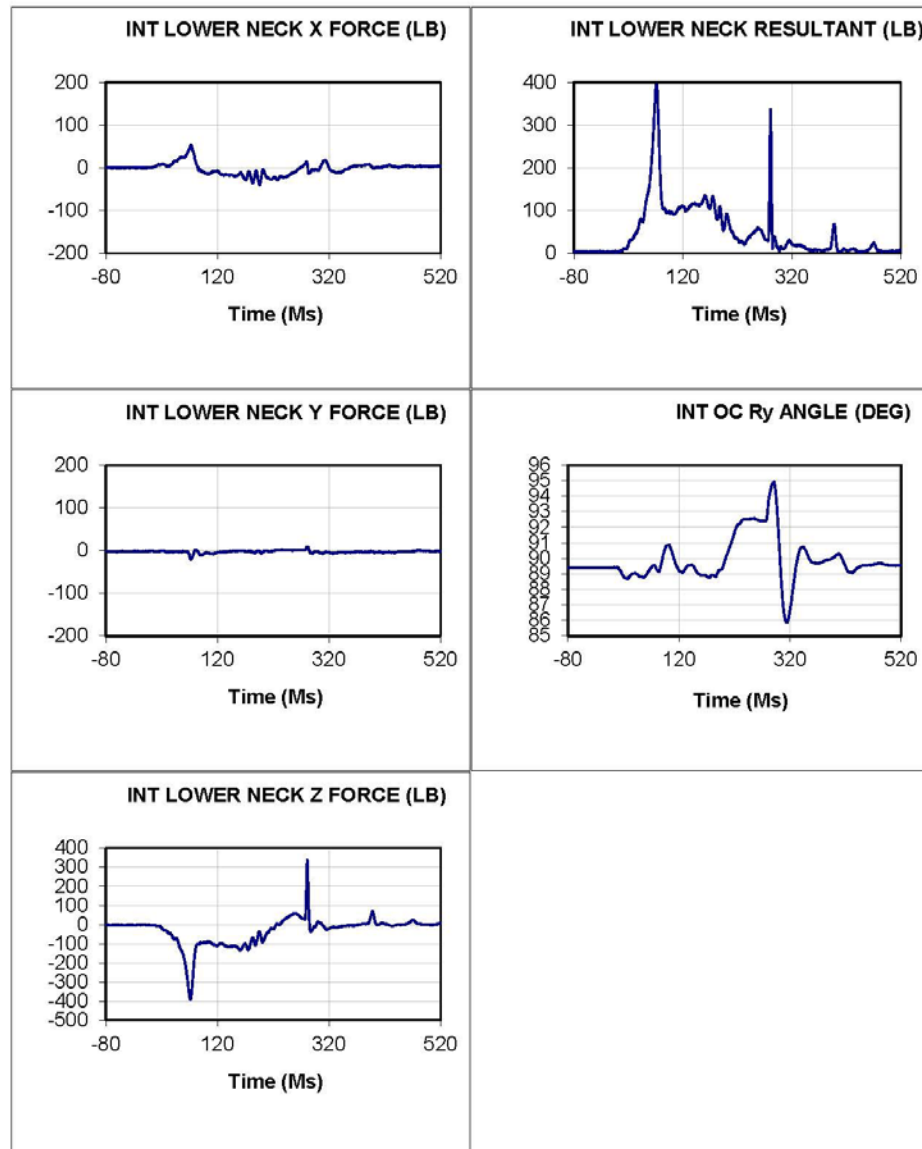 INT LOWER NECK X FORCE (LB)
200
100
0
-100
-200
-80 120 320 520
Time (Ms)
INT LOWER NECK RESULTANT (LB)
400
300
200
100
0
-80 120 320 520
Time (Ms)
INT LOWER NECK Y FORCE (LB)
200
100
0
-100
-200
-80 120 320 520
Time (Ms)
INT OC Ry ANGLE (DEG)
96
95
93
92
91
90
89
88
87
86
85
-80 120 320 520
Time (Ms)
INT LOWER NECK Z FORCE (LB)
400
300
200
100
0
-100
-200
-300
-400
-500
-80 120 320 520
Time (Ms)